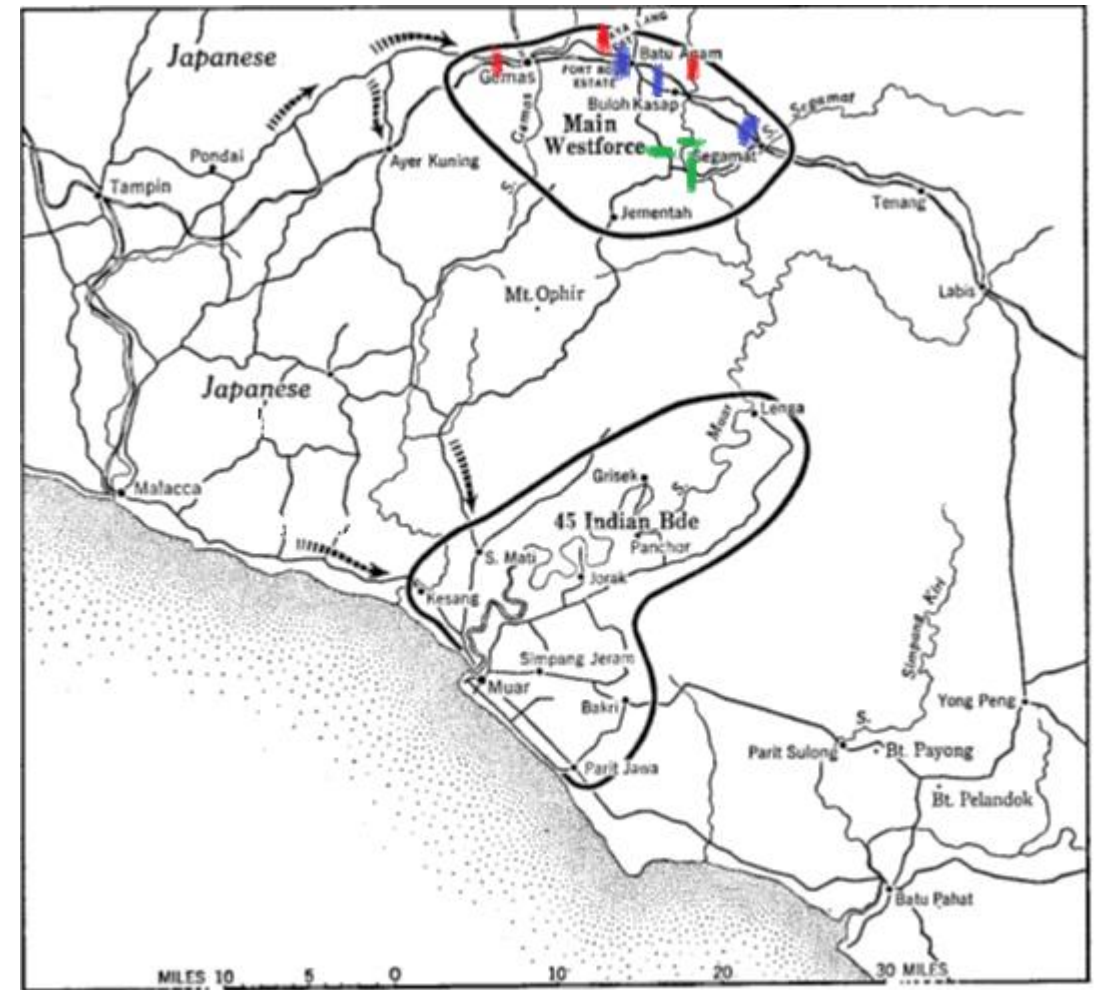 Japanese
Batu Anam
Gemas
FORT
ESTATE
Buloh Kasap
S. Segamat
Main
Westforce
Gemas
S.
Segamat
Pondai
Ayer Kuning
Tampin
Jementah
Tenang
Mt. Ophir
Labis
Japanese
Lenga
Muar
S.
Grisek
Malacca
45 Indian Bde
Panchor
S. Mati
Jorak
Kesang
Simpang Kiri
S.
Simpang Jeram
Muar
Bakri
Yong Peng
Parit Sulong
Bt. Payong
Parit Jawa
Bt. Pelandok
Batu Pahat
MILES 10 5 0 10 20 30 MILES